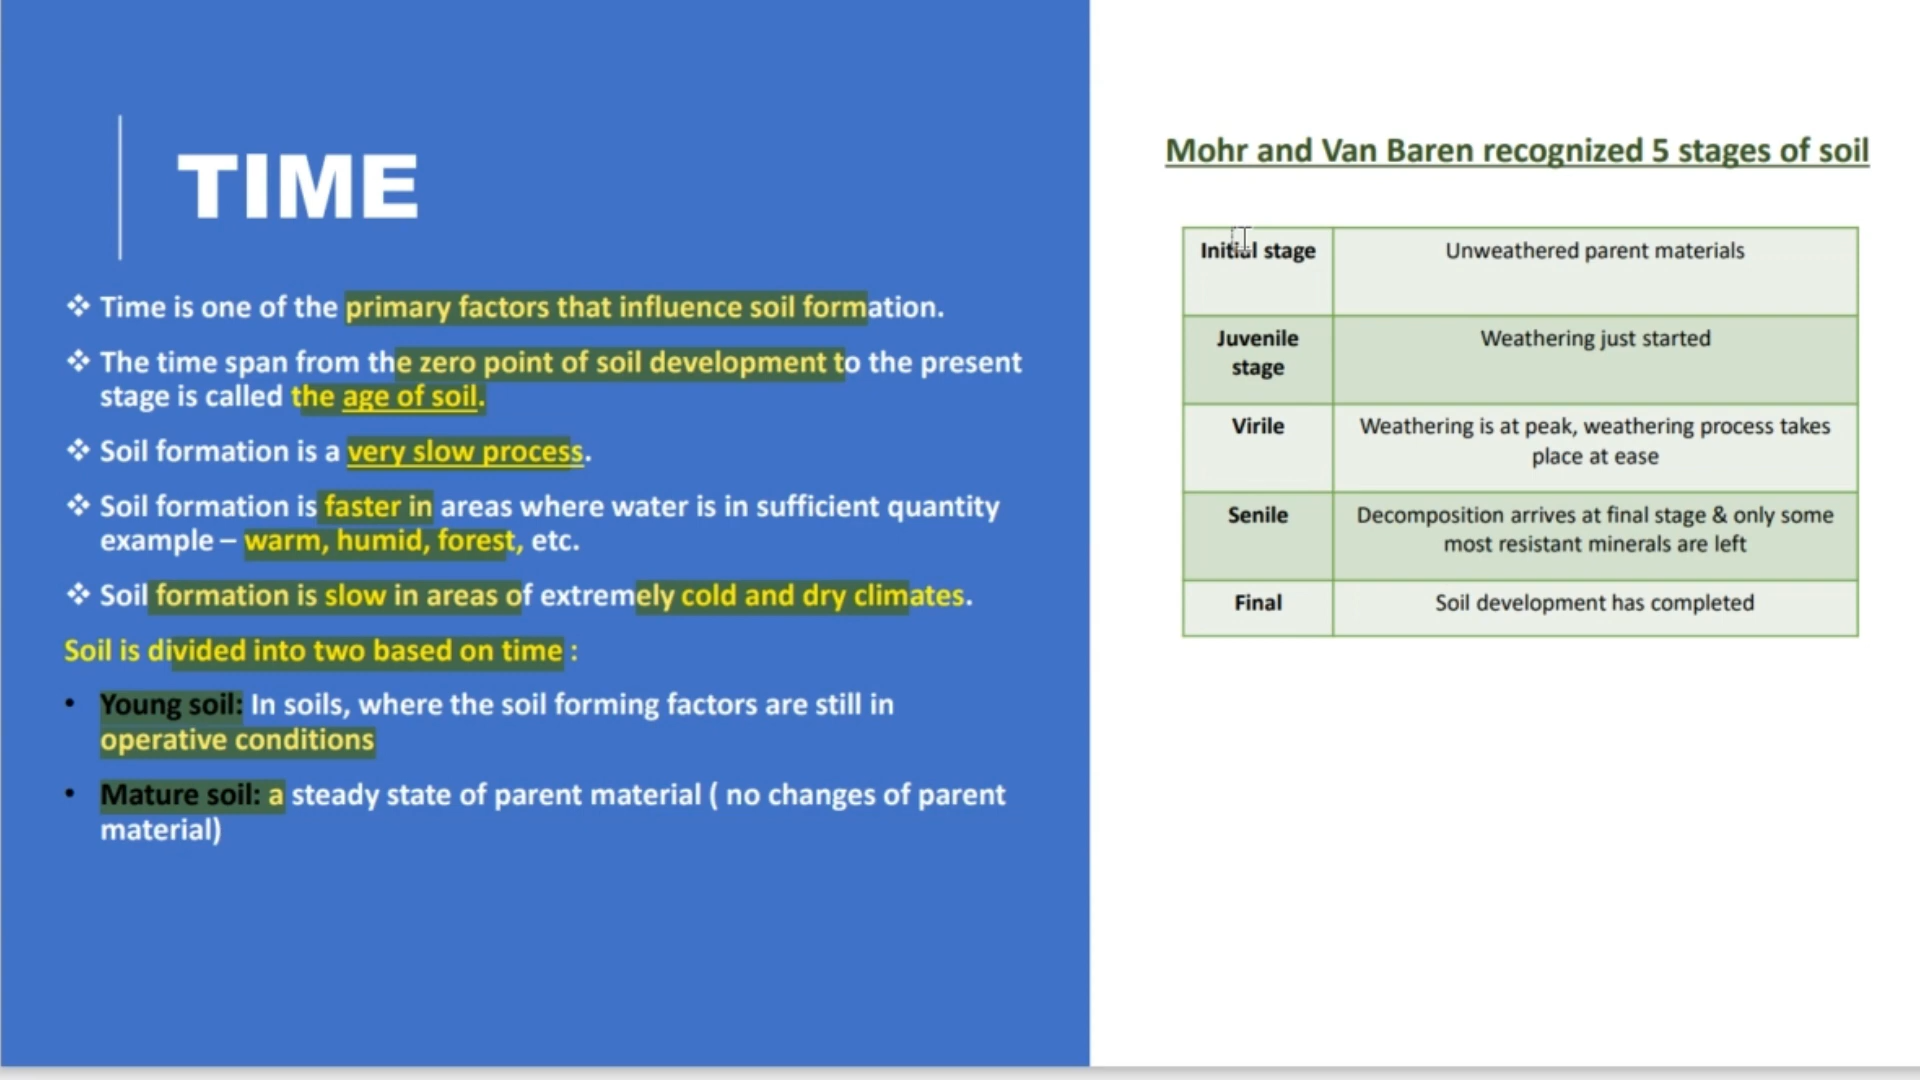 TIME
Time is one of the primary factors that influence soil formation.
The time span from the zero point of soil development to the present
stage is called the age of soil.
Soil formation is a very slow process.
Soil formation is faster in areas where water is in sufficient quantity
example – warm, humid, forest, etc.
Soil formation is slow in areas of extremely cold and dry climates.
Soil is divided into two based on time :
Young soil: In soils, where the soil forming factors are still in
operative conditions
Mature soil: a steady state of parent material ( no changes of parent
material)
Mohr and Van Baren recognized 5 stages of soil
Initial stage
Unweathered parent materials
Juvenile
stage
Weathering just started
Virile
Weathering is at peak, weathering process takes
place at ease
Senile
Decomposition arrives at final stage & only some
most resistant minerals are left
Final
Soil development has completed